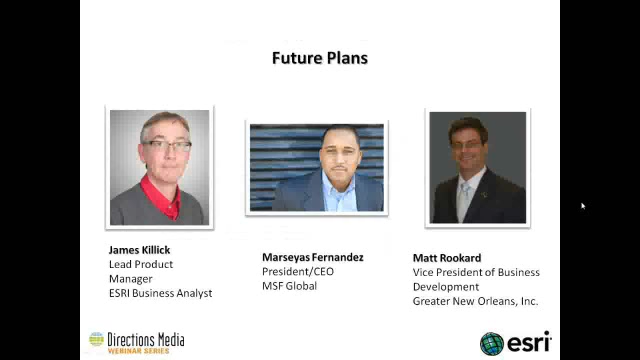 Future Plans
James Killick
Lead Product
Manager
ESRI Business Analyst
Marseyas Fernandez
President/CEO
MSF Global
Matt Rookard
Vice President of Business
Development
Greater New Orleans, Inc.
Directions Media
WEBINAR SERIES
esri